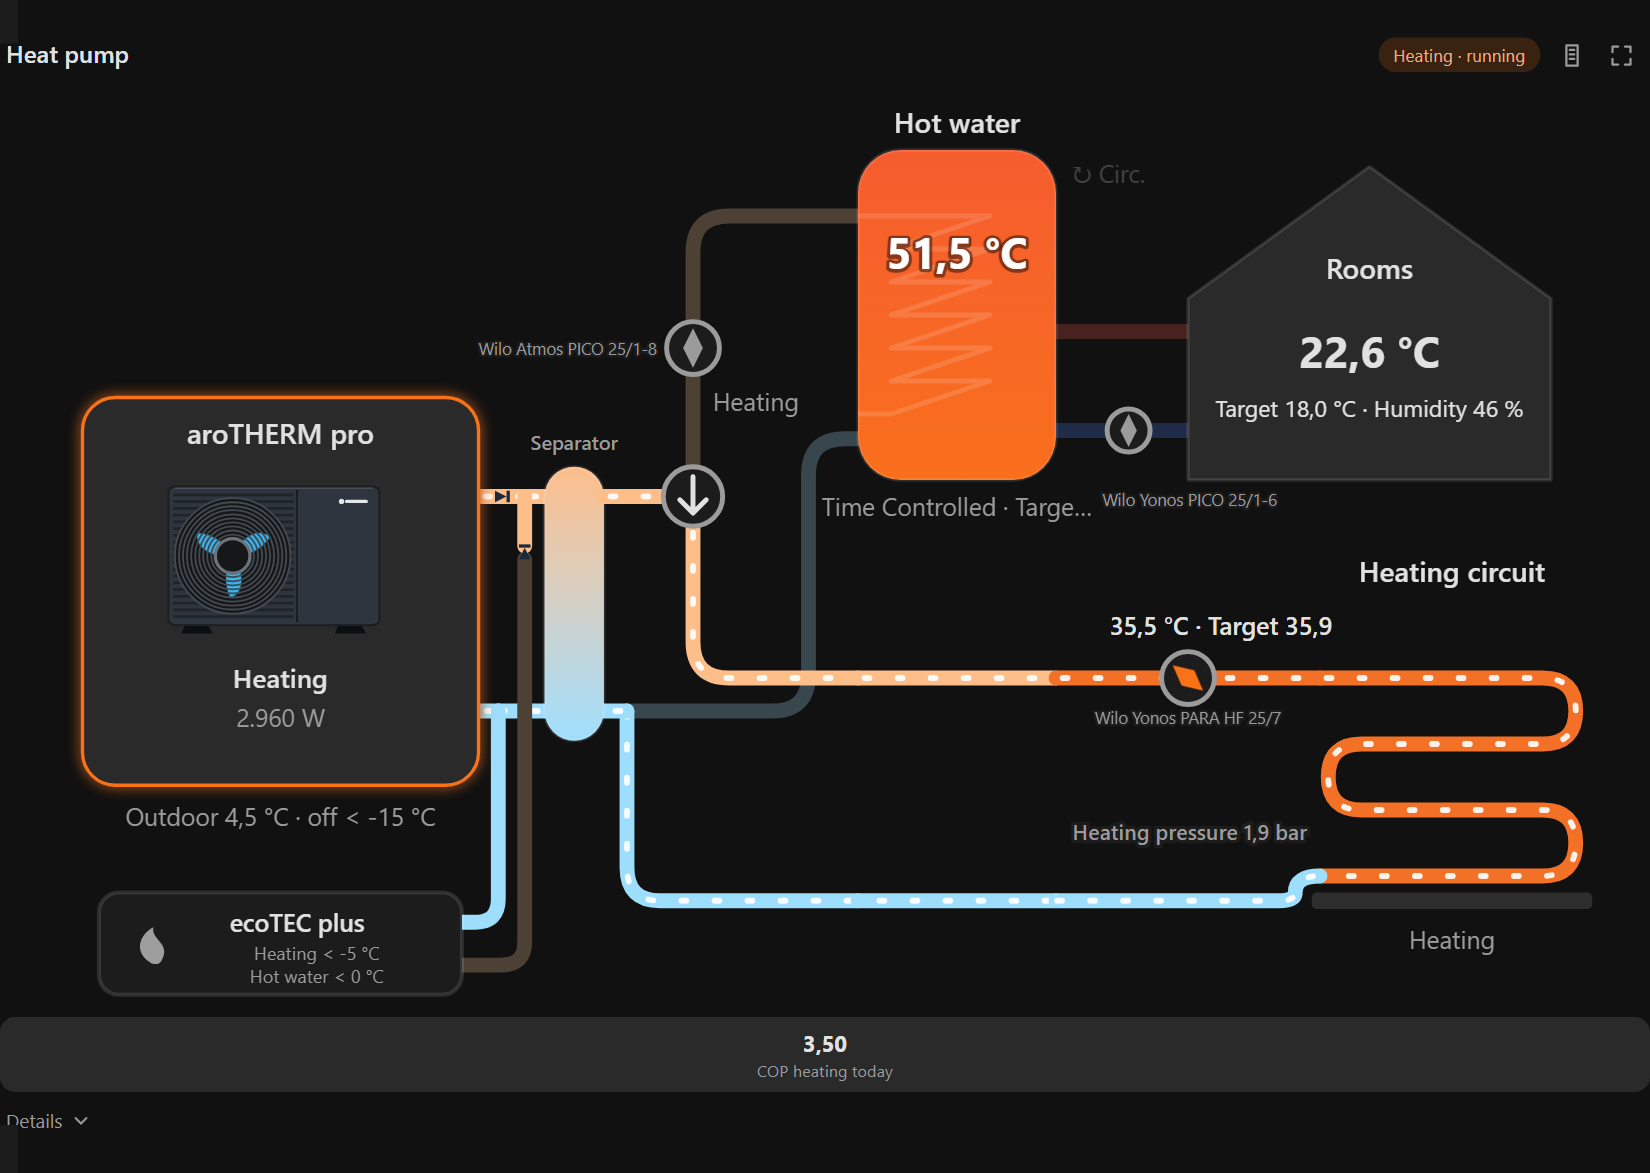 Heat pump
Heating · running
Hot water
↻ Circ.
51,5 °C
Rooms
22,6 °C
Target 18,0 °C · Humidity 46 %
Wilo Atmos PICO 25/1-8
Heating
aroTHERM pro
Separator
Time Controlled · Targe...
Wilo Yonos PICO 25/1-6
Heating circuit
35,5 °C · Target 35,9
Wilo Yonos PARA HF 25/7
Heating
2.960 W
Outdoor 4,5 °C · off < -15 °C
Heating pressure 1,9 bar
ecoTEC plus
Heating < -5 °C
Hot water < 0 °C
Heating
3,50
COP heating today
Details